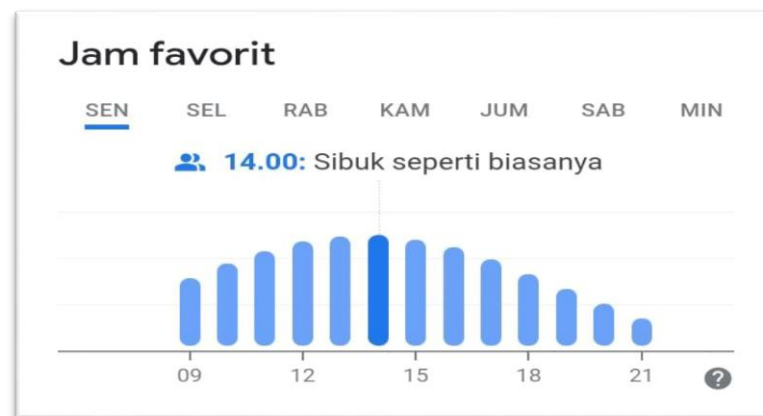 Jam favorit
SEN SEL RAB KAM JUM SAB MIN
14.00: Sibuk seperti biasanya
09 12 15 18 21 ?